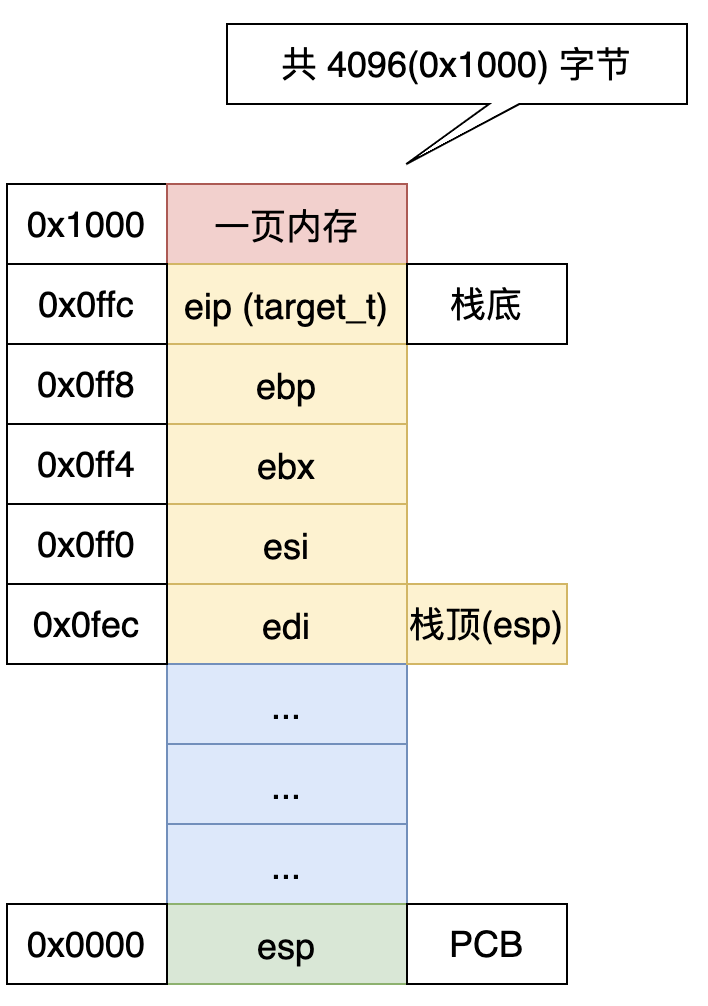 共 4096(0x1000) 字节
0x1000 一页内存
0x0ffc eip (target_t) 栈底
0x0ff8 ebp
0x0ff4 ebx
0x0ff0 esi
0x0fec edi 栈顶(esp)
...
...
...
0x0000 esp PCB